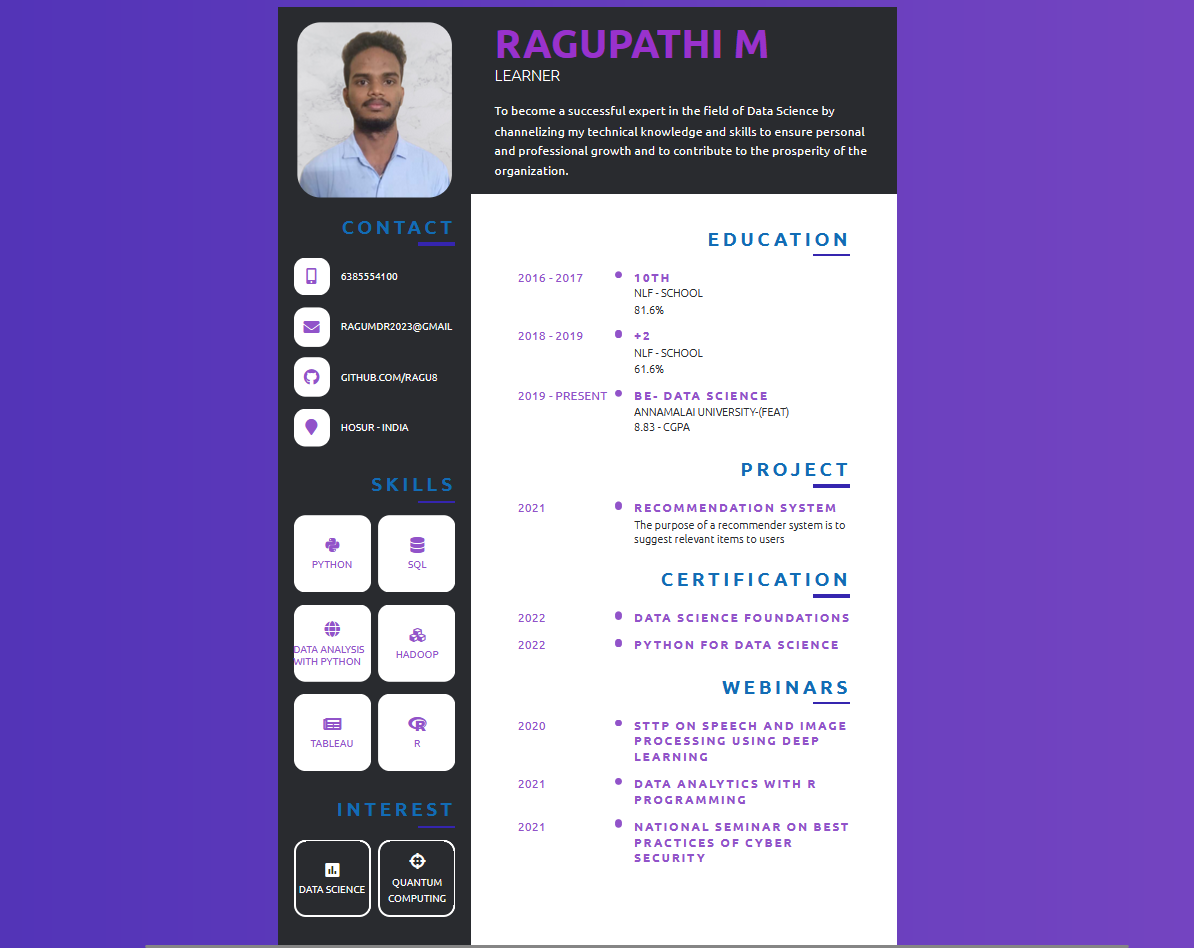 RAGUPATHI M
LEARNER
To become a successful expert in the field of Data Science by
channelizing my technical knowledge and skills to ensure personal
and professional growth and to contribute to the prosperity of the
organization.
CONTACT
6385554100
RAGUMDR2023@GMAIL
GITHUB.COM/RAGU8
HOSUR - INDIA
SKILLS
PYTHON
SQL
DATA ANALYSIS
WITH PYTHON
HADOOP
TABLEAU
R
INTEREST
DATA SCIENCE
QUANTUM
COMPUTING
EDUCATION
2016 - 2017
10TH
NLF - SCHOOL
81.6%
2018 - 2019
+2
NLF - SCHOOL
61.6%
2019 - PRESENT
BE- DATA SCIENCE
ANNAMALAI UNIVERSITY-(FEAT)
8.83 - CGPA
PROJECT
2021
RECOMMENDATION SYSTEM
The purpose of a recommender system is to
suggest relevant items to users
CERTIFICATION
2022
DATA SCIENCE FOUNDATIONS
2022
PYTHON FOR DATA SCIENCE
WEBINARS
2020
STTP ON SPEECH AND IMAGE
PROCESSING USING DEEP
LEARNING
2021
DATA ANALYTICS WITH R
PROGRAMMING
2021
NATIONAL SEMINAR ON BEST
PRACTICES OF CYBER
SECURITY